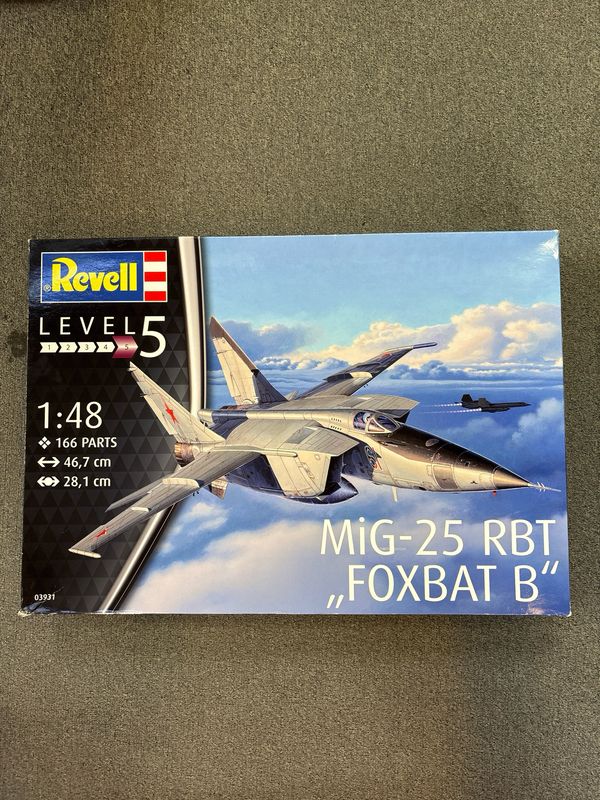 ®Revell
LEVEL 5
1 2 3 4 5
1:48
166 PARTS
46,7 cm
28,1 cm
MiG-25 RBT
„FOXBAT B“
03931